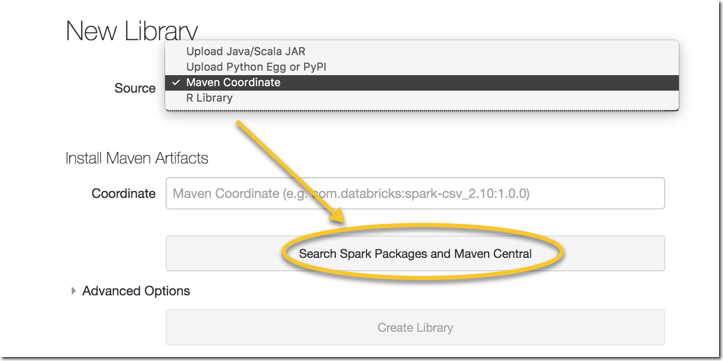 New Library
Upload Java/Scala JAR
Upload Python Egg or PyPI
Source
✓ Maven Coordinate
R Library
Install Maven Artifacts
Coordinate
Maven Coordinate (e.g. com.databricks:spark-csv_2.10:1.0.0)
Search Spark Packages and Maven Central
Advanced Options
Create Library